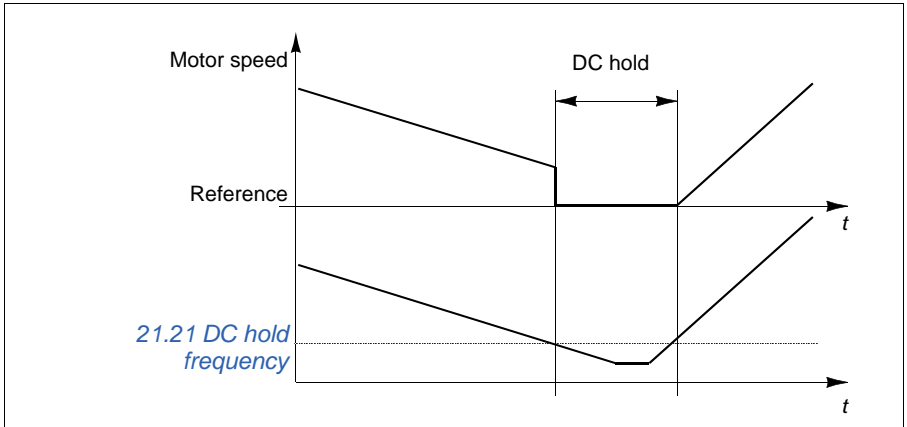 Motor speed
DC hold
Reference
t
21.21 DC hold
frequency
t